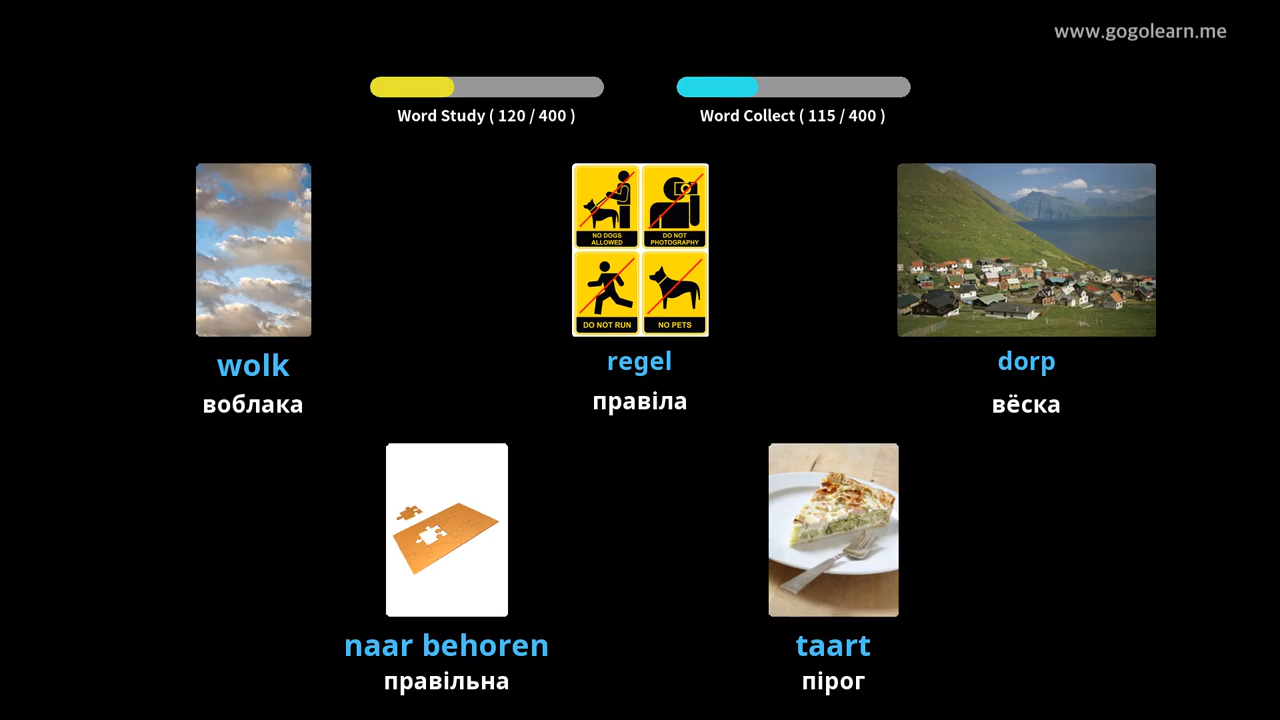 www.gogolearn.me
Word Study ( 120 / 400 )
Word Collect ( 115 / 400 )
NO DOGS
ALLOWED
DO NOT
PHOTOGRAPHY
DO NOT RUN
NO PETS
wolk
воблака
regel
правіла
dorp
вёска
naar behoren
правільна
taart
пірог